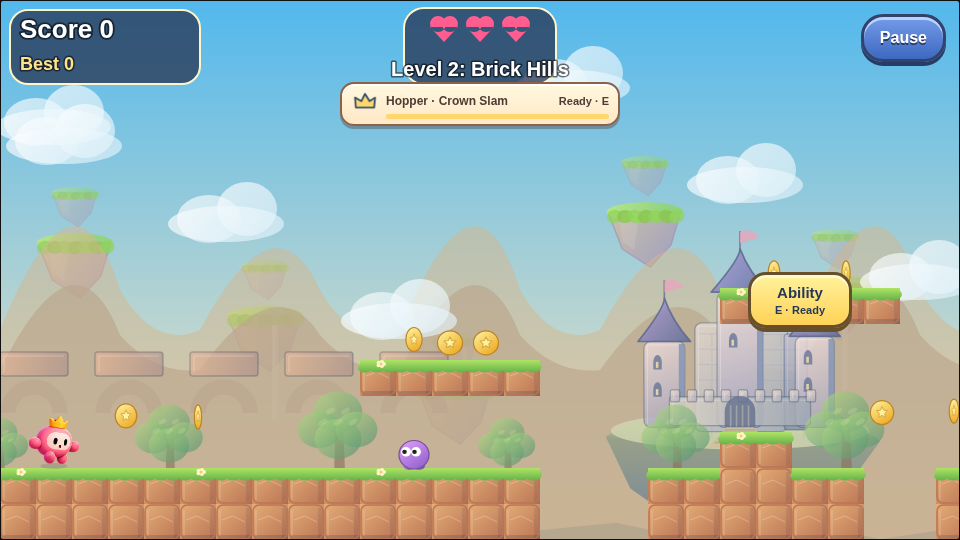 Score 0
Best 0
Level 2: Brick Hills
Hopper · Crown Slam
Ready · E
Pause
Ability
E · Ready